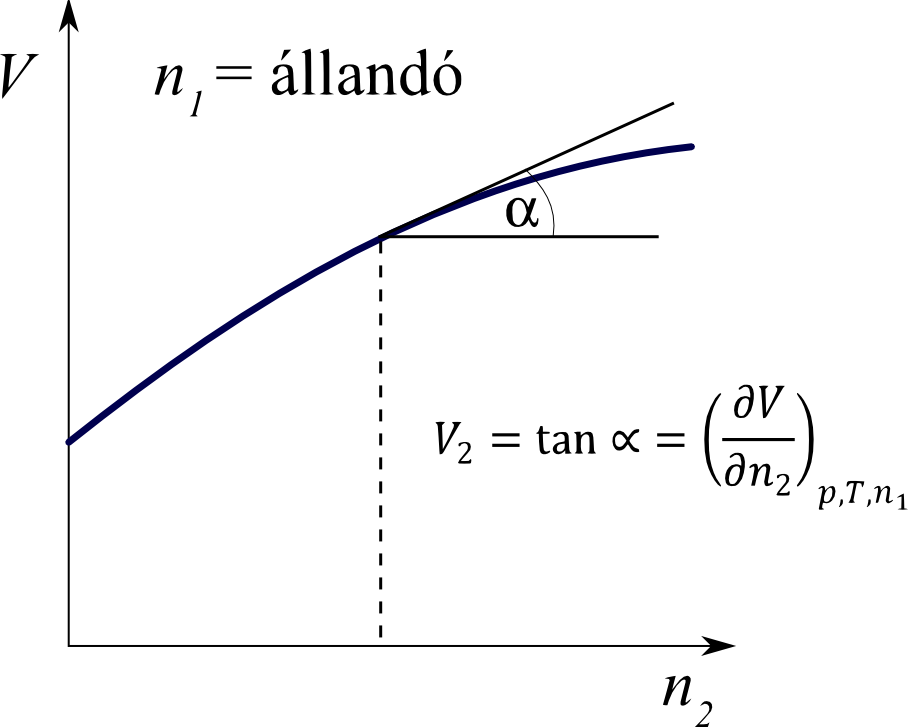 V
n₁ = állandó
α
V₂ = tan ∝ = (∂V/∂n₂)p,T,n₁
n₂